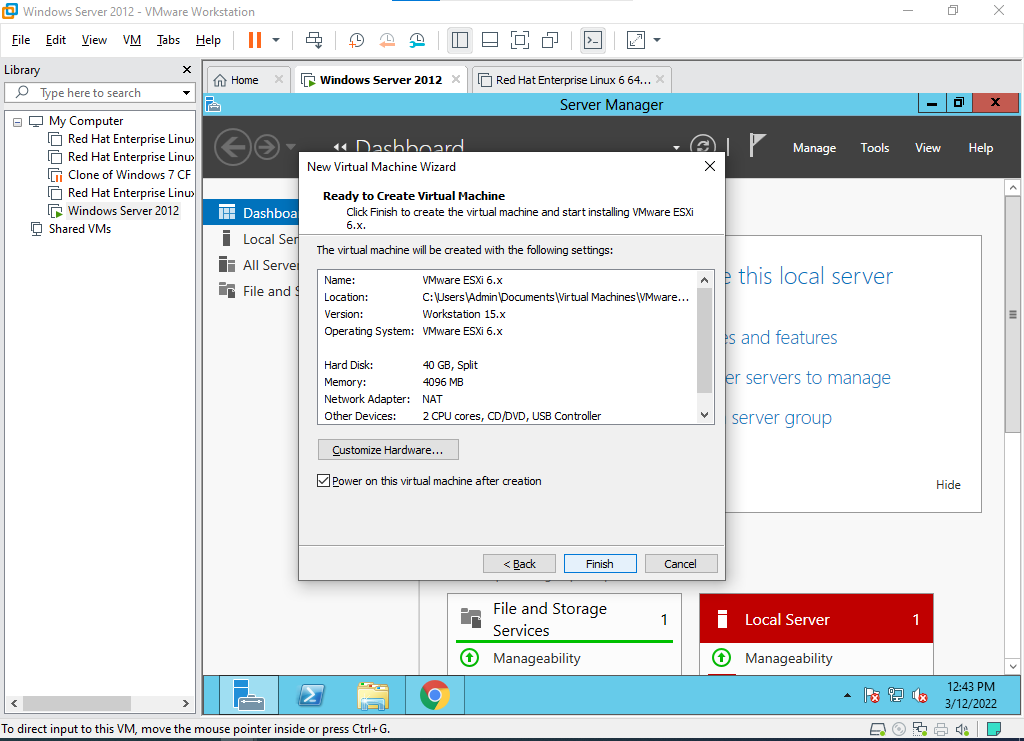 Windows Server 2012 - VMware Workstation
File Edit View VM Tabs Help
Library
Type here to search
My Computer
Red Hat Enterprise Linux
Red Hat Enterprise Linux
Clone of Windows 7 CF
Red Hat Enterprise Linux
Windows Server 2012
Shared VMs
Home
Windows Server 2012
Red Hat Enterprise Linux 6 64...
Server Manager
Dashboard
Manage Tools View Help
Dashboa
Local Ser
All Server
File and S
e this local server
es and features
er servers to manage
server group
Hide
New Virtual Machine Wizard
Ready to Create Virtual Machine
Click Finish to create the virtual machine and start installing VMware ESXi
6.x.
The virtual machine will be created with the following settings:
Name: VMware ESXi 6.x
Location: C:\Users\Admin\Documents\Virtual Machines\VMware...
Version: Workstation 15.x
Operating System: VMware ESXi 6.x
Hard Disk: 40 GB, Split
Memory: 4096 MB
Network Adapter: NAT
Other Devices: 2 CPU cores, CD/DVD, USB Controller
Customize Hardware...
Power on this virtual machine after creation
< Back Finish Cancel
File and Storage
Services
1
Manageability
Local Server 1
Manageability
12:43 PM
3/12/2022
To direct input to this VM, move the mouse pointer inside or press Ctrl+G.